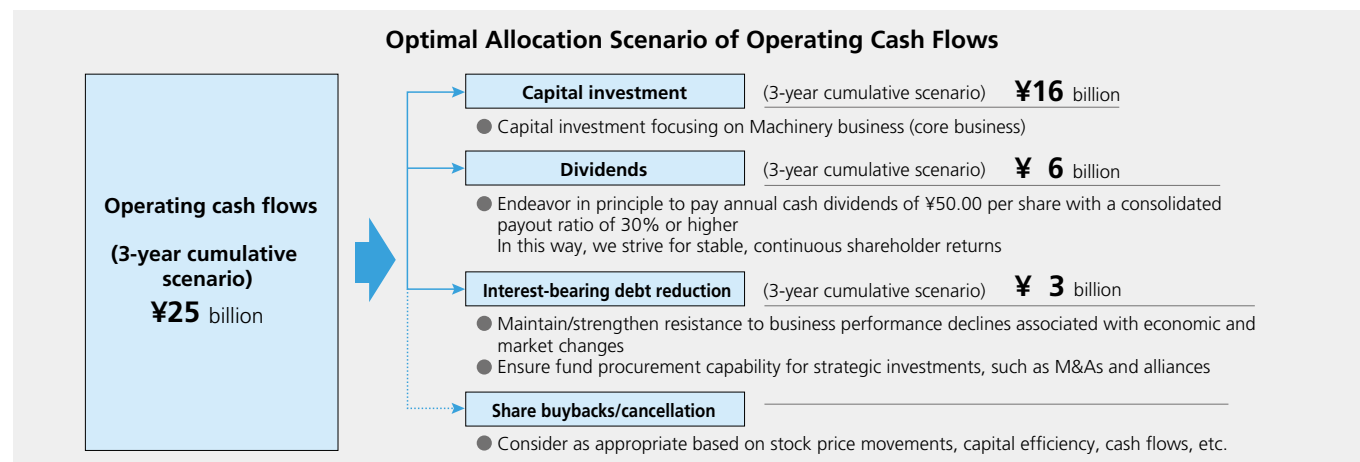 Optimal Allocation Scenario of Operating Cash Flows
Operating cash flows
(3-year cumulative
scenario)
¥25 billion
Capital investment (3-year cumulative scenario) ¥16 billion
● Capital investment focusing on Machinery business (core business)
Dividends (3-year cumulative scenario) ¥ 6 billion
● Endeavor in principle to pay annual cash dividends of ¥50.00 per share with a consolidated
payout ratio of 30% or higher
In this way, we strive for stable, continuous shareholder returns
Interest-bearing debt reduction (3-year cumulative scenario) ¥ 3 billion
● Maintain/strengthen resistance to business performance declines associated with economic and
market changes
● Ensure fund procurement capability for strategic investments, such as M&As and alliances
Share buybacks/cancellation
● Consider as appropriate based on stock price movements, capital efficiency, cash flows, etc.